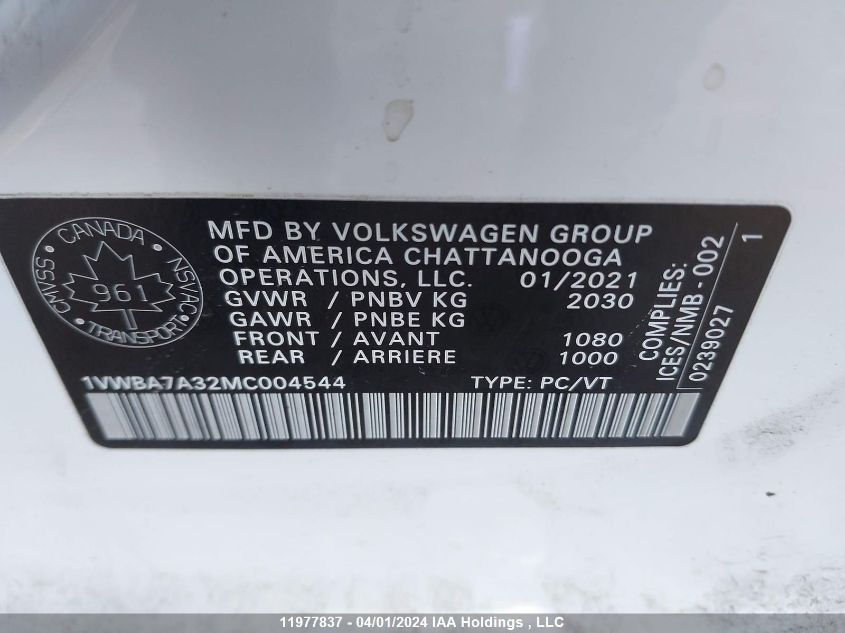 CANADA
CMVSS
NSVAC
961
TRANSPORT
MFD BY VOLKSWAGEN GROUP
OF AMERICA CHATTANOOGA
OPERATIONS, LLC. 01/2021
GVWR / PNBV KG 2030
GAWR / PNBE KG
FRONT / AVANT 1080
REAR / ARRIERE 1000
1VWBA7A32MC004544 TYPE: PC/VT
COMPLIES:
ICES/NMB-002
0239027 1
11977837 - 04/01/2024 IAA Holdings , LLC